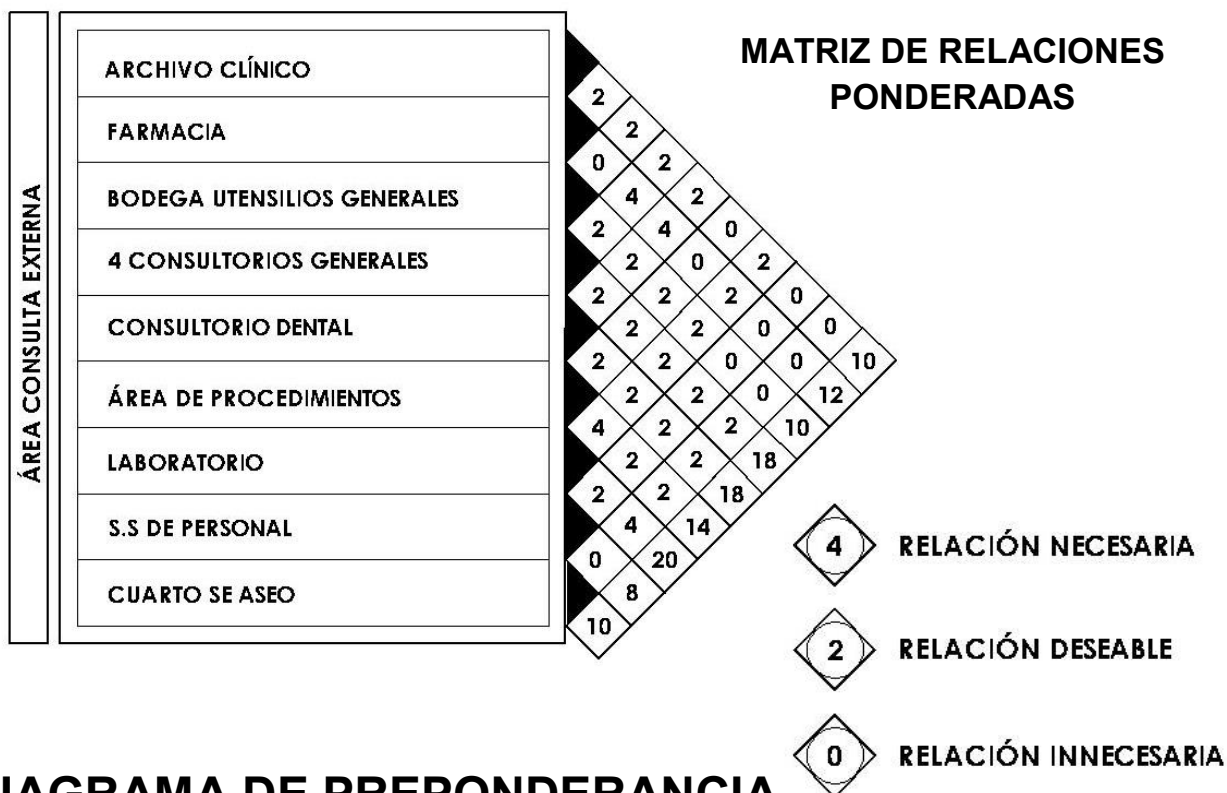 MATRIZ DE RELACIONES
PONDERADAS
ÁREA CONSULTA EXTERNA
ARCHIVO CLÍNICO
FARMACIA
BODEGA UTENSILIOS GENERALES
4 CONSULTORIOS GENERALES
CONSULTORIO DENTAL
ÁREA DE PROCEDIMIENTOS
LABORATORIO
S.S DE PERSONAL
CUARTO SE ASEO
2
2
0 2
4 2
2 4 0
2 0 2
2 2 2 0
2 2 0 0
2 2 0 0 10
2 2 0 12
4 2 2 10
2 2 18
2 2 18
4 14
0 20
8
10
4 RELACIÓN NECESARIA
2 RELACIÓN DESEABLE
0 RELACIÓN INNECESARIA
DIAGRAMA DE PREPONDERANCIA